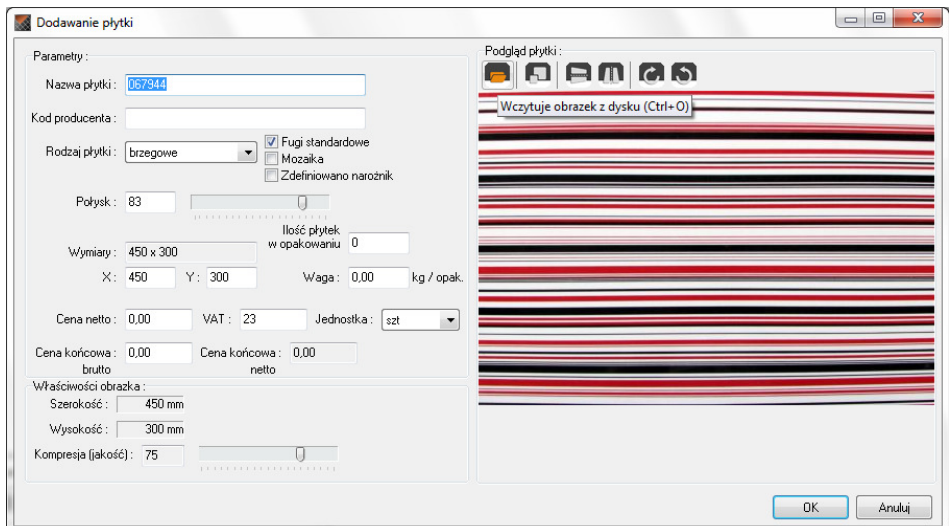 Dodawanie płytki
Parametry :
Nazwa płytki : 067944
Kod producenta :
Rodzaj płytki : brzegowe
Fugi standardowe
Mozaika
Zdefiniowano narożnik
Połysk : 83
Ilość płytek
w opakowaniu 0
Wymiary : 450 x 300
X : 450 Y : 300 Waga : 0,00 kg / opak.
Cena netto : 0,00 VAT : 23 Jednostka : szt
Cena końcowa : 0,00 Cena końcowa : 0,00
brutto netto
Właściwości obrazka :
Szerokość : 450 mm
Wysokość : 300 mm
Kompresja (jakość) : 75
Podgląd płytki :
Wczytuje obrazek z dysku (Ctrl+O)
OK Anuluj